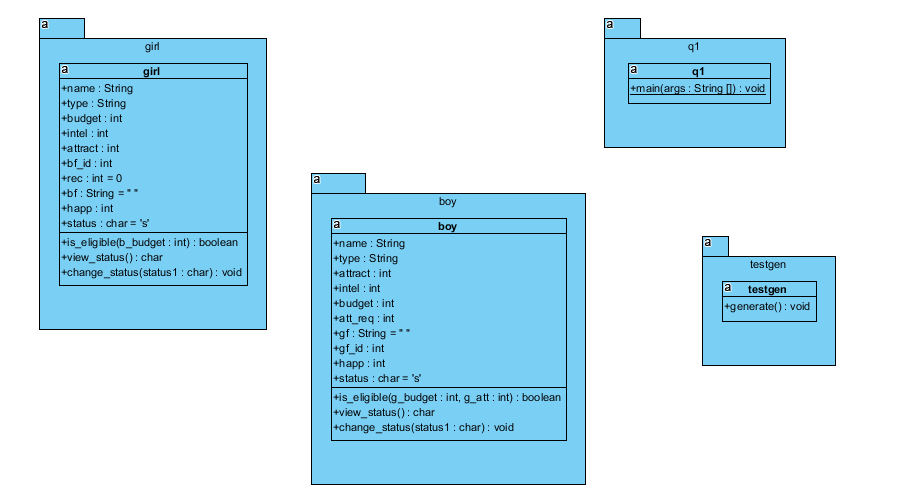 a
girl
a
girl
+name : String
+type : String
+budget : int
+intel : int
+attract : int
+bf_id : int
+rec : int = 0
+bf : String = " "
+happ : int
+status : char = 's'
+is_eligible(b_budget : int) : boolean
+view_status() : char
+change_status(status1 : char) : void
a
boy
a
boy
+name : String
+type : String
+attract : int
+intel : int
+budget : int
+att_req : int
+gf : String = " "
+gf_id : int
+happ : int
+status : char = 's'
+is_eligible(g_budget : int, g_att : int) : boolean
+view_status() : char
+change_status(status1 : char) : void
a
q1
a
q1
+main(args : String []) : void
a
testgen
a
testgen
+generate() : void